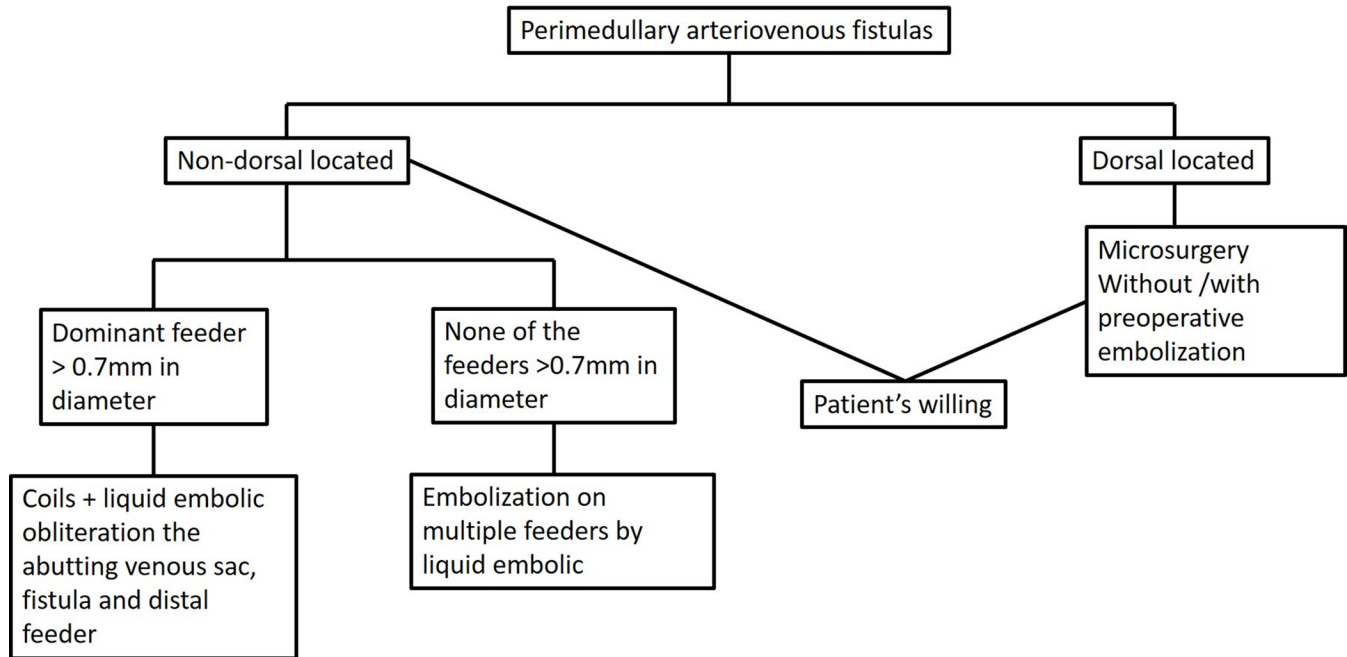 Perimedullary arteriovenous fistulas
Non-dorsal located
Dorsal located
Microsurgery
Without /with
preoperative
embolization
Dominant feeder
> 0.7mm in
diameter
None of the
feeders >0.7mm in
diameter
Patient’s willing
Coils + liquid embolic
obliteration the
abutting venous sac,
fistula and distal
feeder
Embolization on
multiple feeders by
liquid embolic